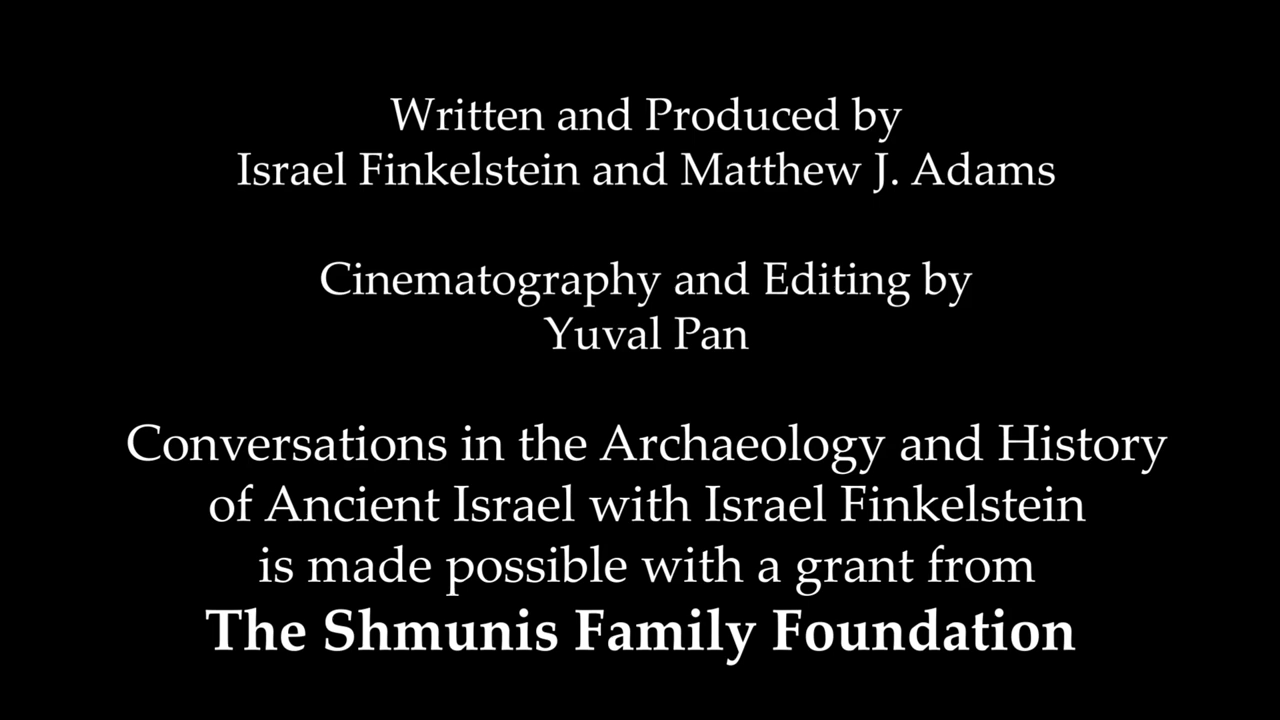 Written and Produced by
Israel Finkelstein and Matthew J. Adams
Cinematography and Editing by
Yuval Pan
Conversations in the Archaeology and History
of Ancient Israel with Israel Finkelstein
is made possible with a grant from
The Shmunis Family Foundation